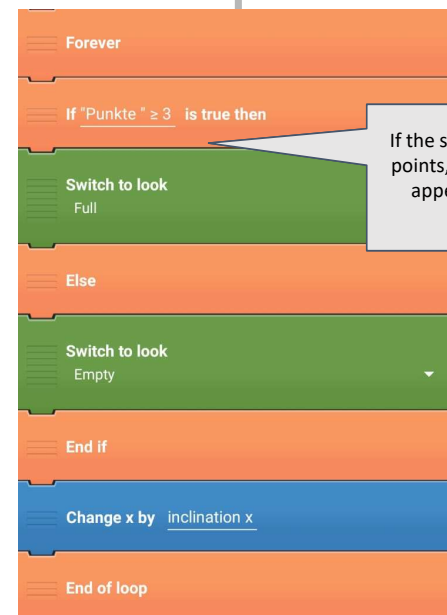 Forever
If "Punkte " ≥ 3 is true then
If the s
points,
appe
Switch to look
Full
Else
Switch to look
Empty
End if
Change x by inclination x
End of loop